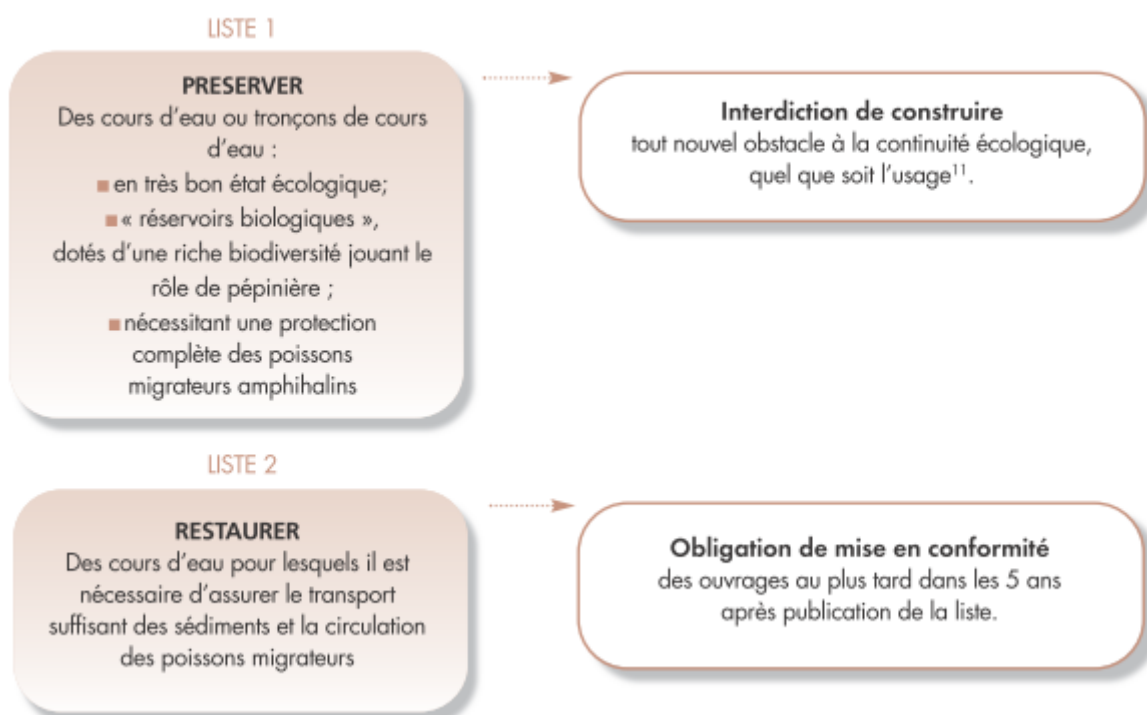 LISTE 1
PRESERVER
Des cours d'eau ou tronçons de cours
d'eau :
■ en très bon état écologique;
■ « réservoirs biologiques »,
dotés d'une riche biodiversité jouant le
rôle de pépinière ;
■ nécessitant une protection
complète des poissons
migrateurs amphihalins
Interdiction de construire
tout nouvel obstacle à la continuité écologique,
quel que soit l'usage¹¹.
LISTE 2
RESTAURER
Des cours d'eau pour lesquels il est
nécessaire d'assurer le transport
suffisant des sédiments et la circulation
des poissons migrateurs
Obligation de mise en conformité
des ouvrages au plus tard dans les 5 ans
après publication de la liste.